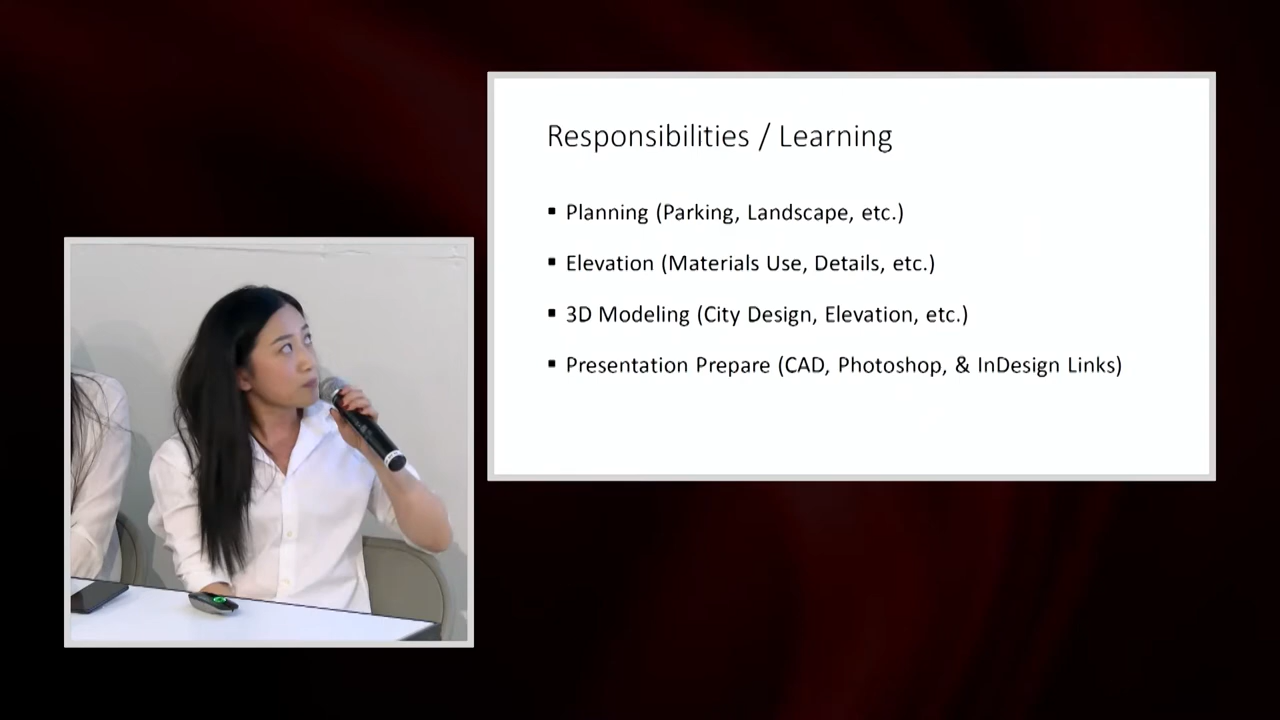 Responsibilities / Learning
▪ Planning (Parking, Landscape, etc.)
▪ Elevation (Materials Use, Details, etc.)
▪ 3D Modeling (City Design, Elevation, etc.)
▪ Presentation Prepare (CAD, Photoshop, & InDesign Links)